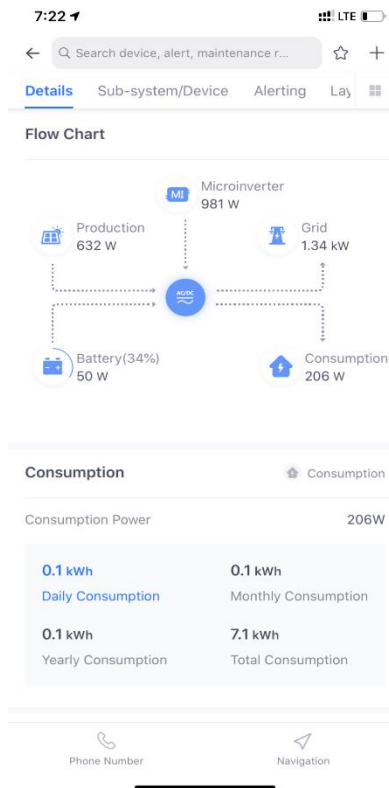 7:22
LTE
Search device, alert, maintenance r...
Details Sub-system/Device Alerting Lay
Flow Chart
MI
Microinverter
981 W
Production
632 W
Grid
1.34 kW
AC/DC
Battery(34%)
50 W
Consumption
206 W
Consumption Consumption
Consumption Power 206W
0.1 kWh 0.1 kWh
Daily Consumption Monthly Consumption
0.1 kWh 7.1 kWh
Yearly Consumption Total Consumption
Phone Number Navigation